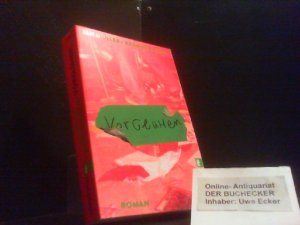 VorGlühen
ROMAN
Online-Antiquariat
DER BUCHECKER
Inhaber: Uwe Ecker